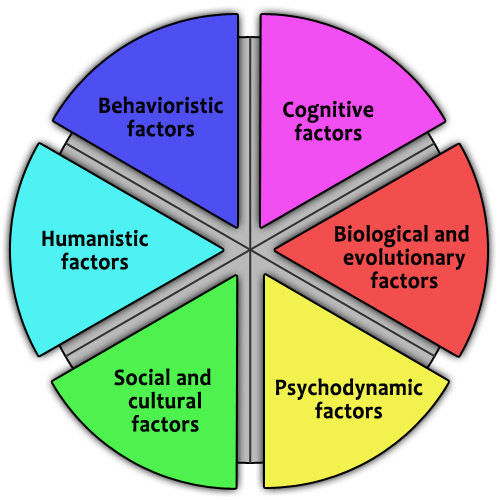 Behavioristic
factors
Cognitive
factors
Biological and
evolutionary
factors
Psychodynamic
factors
Social and
cultural
factors
Humanistic
factors